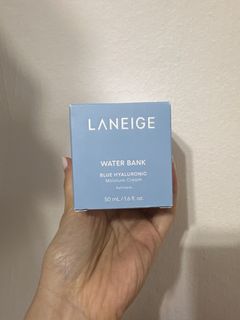 LANEIGE
WATER BANK
BLUE HYALURONIC
Moisture Cream
50 mL / 1.6 fl. oz.